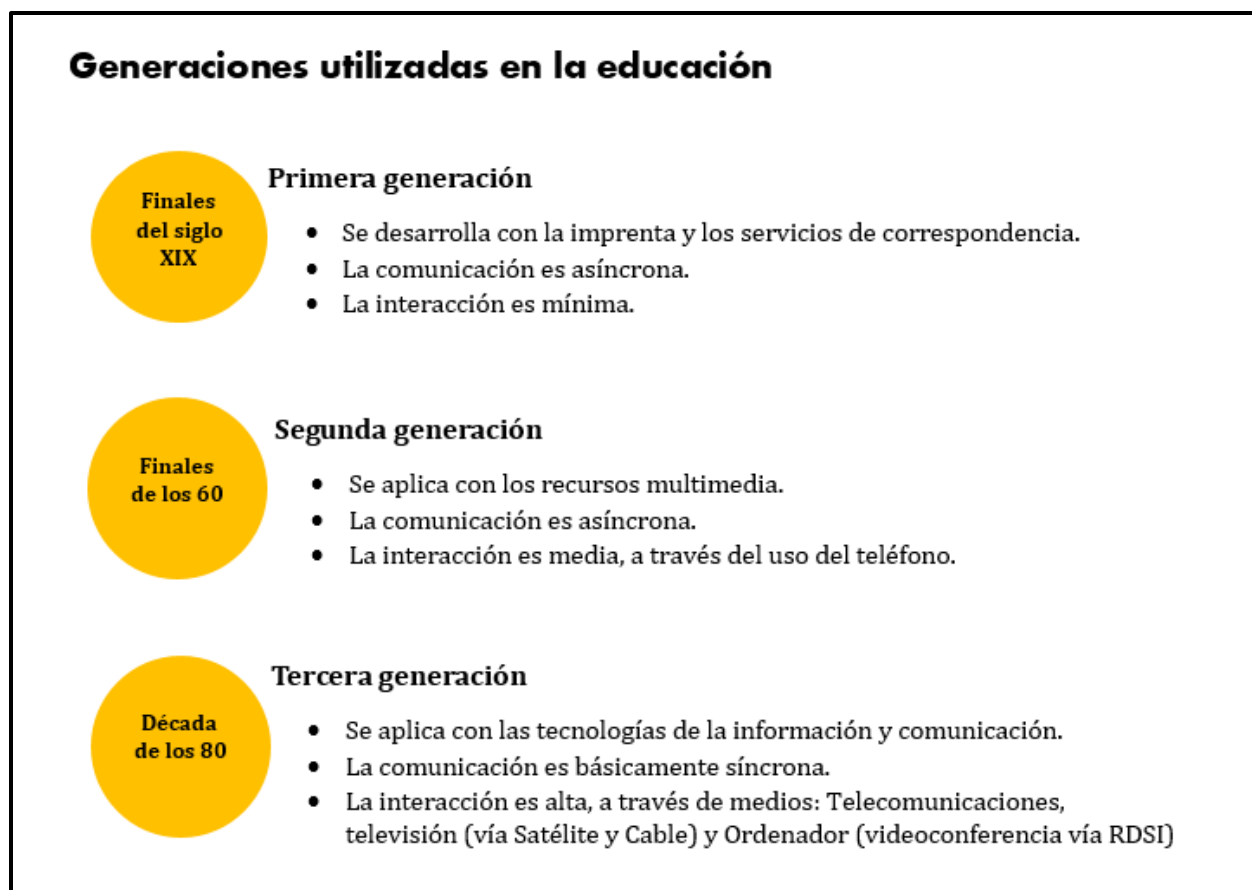 Generaciones utilizadas en la educación
Finales
del siglo
XIX
Primera generación
• Se desarrolla con la imprenta y los servicios de correspondencia.
• La comunicación es asíncrona.
• La interacción es mínima.
Finales
de los 60
Segunda generación
• Se aplica con los recursos multimedia.
• La comunicación es asíncrona.
• La interacción es media, a través del uso del teléfono.
Década
de los 80
Tercera generación
• Se aplica con las tecnologías de la información y comunicación.
• La comunicación es básicamente síncrona.
• La interacción es alta, a través de medios: Telecomunicaciones,
televisión (vía Satélite y Cable) y Ordenador (videoconferencia vía RDSI)